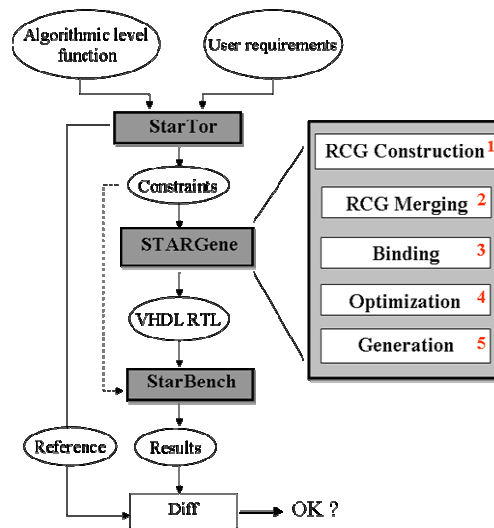 Algorithmic level
function
User requirements
StarTor
Constraints
STARGene
VHDL RTL
StarBench
Reference
Results
Diff
OK ?
RCG Construction 1
RCG Merging 2
Binding 3
Optimization 4
Generation 5